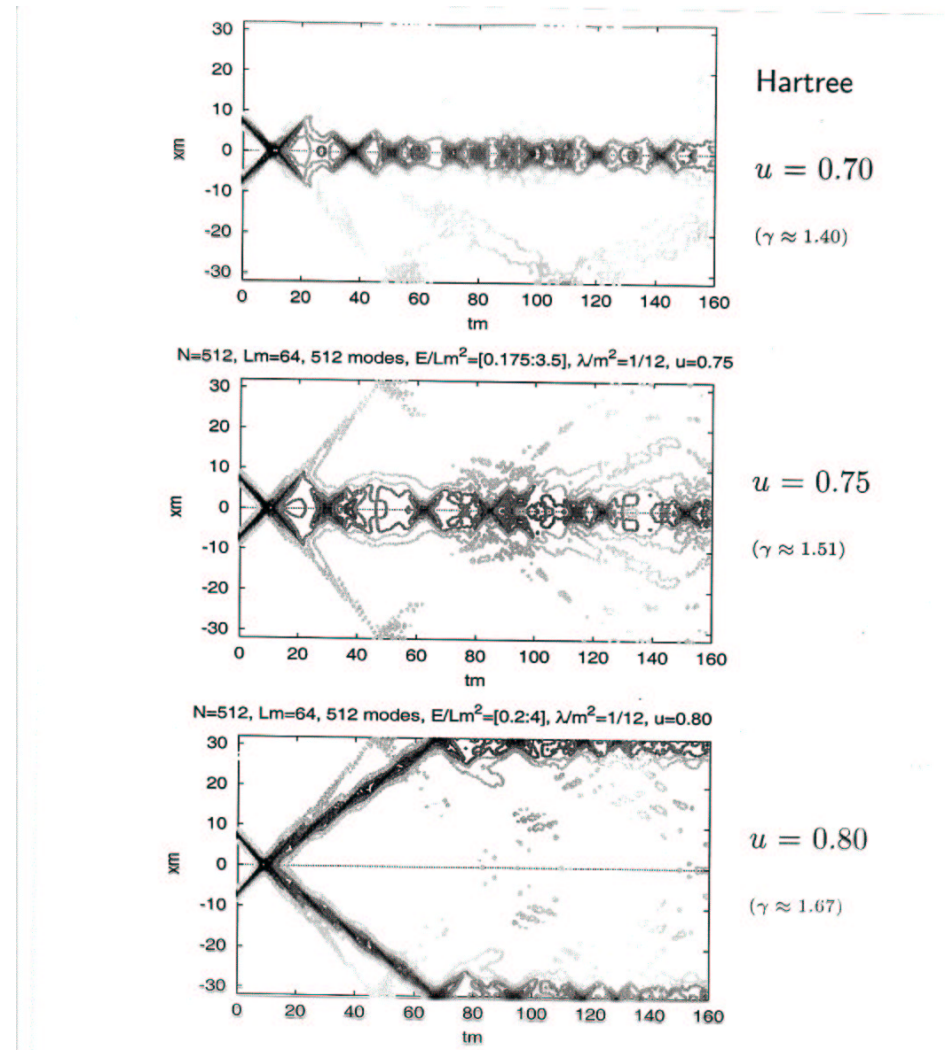 Hartree
30
20
10
0
-10
-20
-30
xm
0 20 40 60 80 100 120 140 160
tm
u = 0.70
(γ ≈ 1.40)
N=512, Lm=64, 512 modes, E/Lm²=[0.175:3.5], λ/m²=1/12, u=0.75
30
20
10
0
-10
-20
-30
xm
0 20 40 60 80 100 120 140 160
tm
u = 0.75
(γ ≈ 1.51)
N=512, Lm=64, 512 modes, E/Lm²=[0.2:4], λ/m²=1/12, u=0.80
30
20
10
0
-10
-20
-30
xm
0 20 40 60 80 100 120 140 160
tm
u = 0.80
(γ ≈ 1.67)